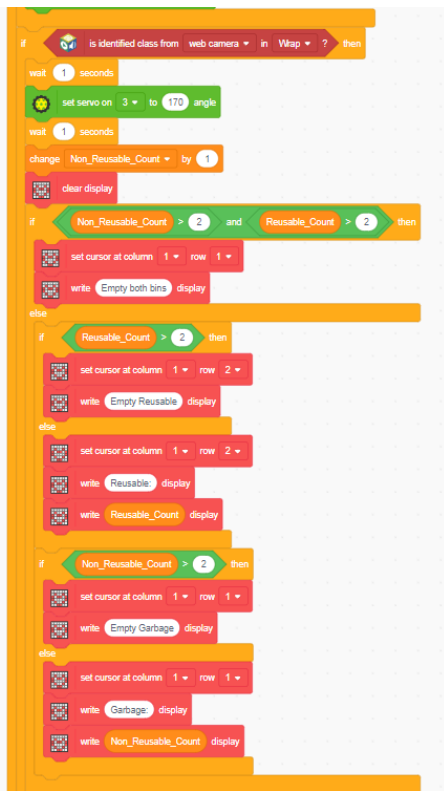 if is identified class from web camera in Wrap ? then
wait 1 seconds
set servo on 3 to 170 angle
wait 1 seconds
change Non_Reusable_Count by 1
clear display
if Non_Reusable_Count > 2 and Reusable_Count > 2 then
set cursor at column 1 row 1
write Empty both bins display
else
if Reusable_Count > 2 then
set cursor at column 1 row 2
write Empty Reusable display
else
set cursor at column 1 row 2
write Reusable: display
write Reusable_Count display
if Non_Reusable_Count > 2 then
set cursor at column 1 row 1
write Empty Garbage display
else
set cursor at column 1 row 1
write Garbage: display
write Non_Reusable_Count display